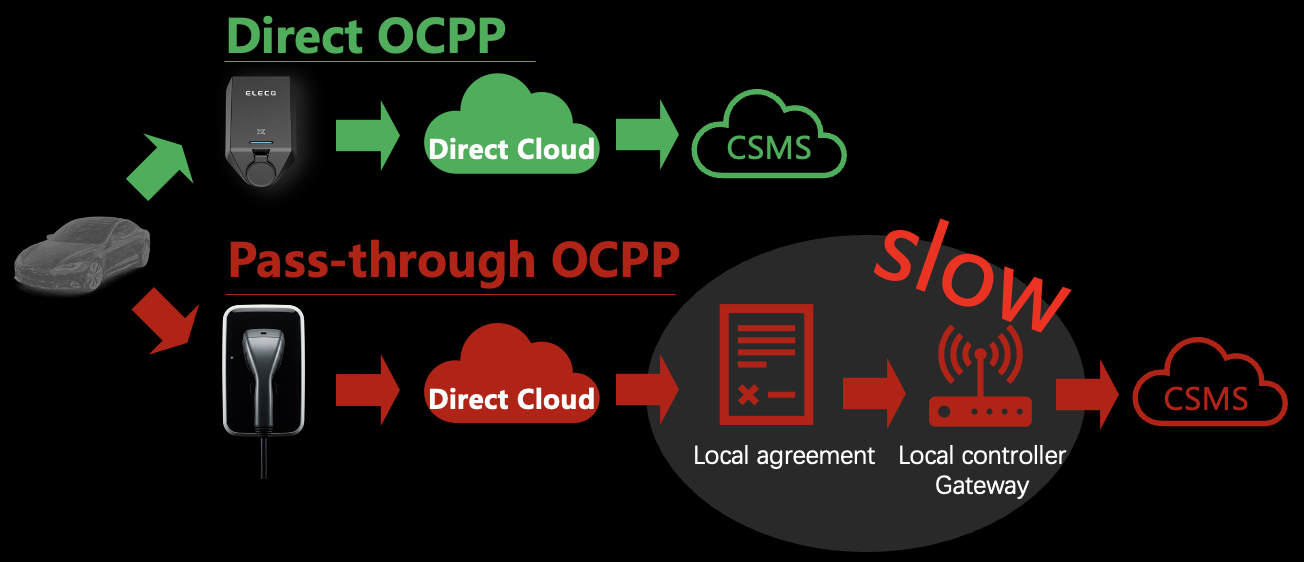 Direct OCPP
ELECQ
Direct Cloud
CSMS
Pass-through OCPP
slow
Direct Cloud
CSMS
Local agreement
Local controller
Gateway